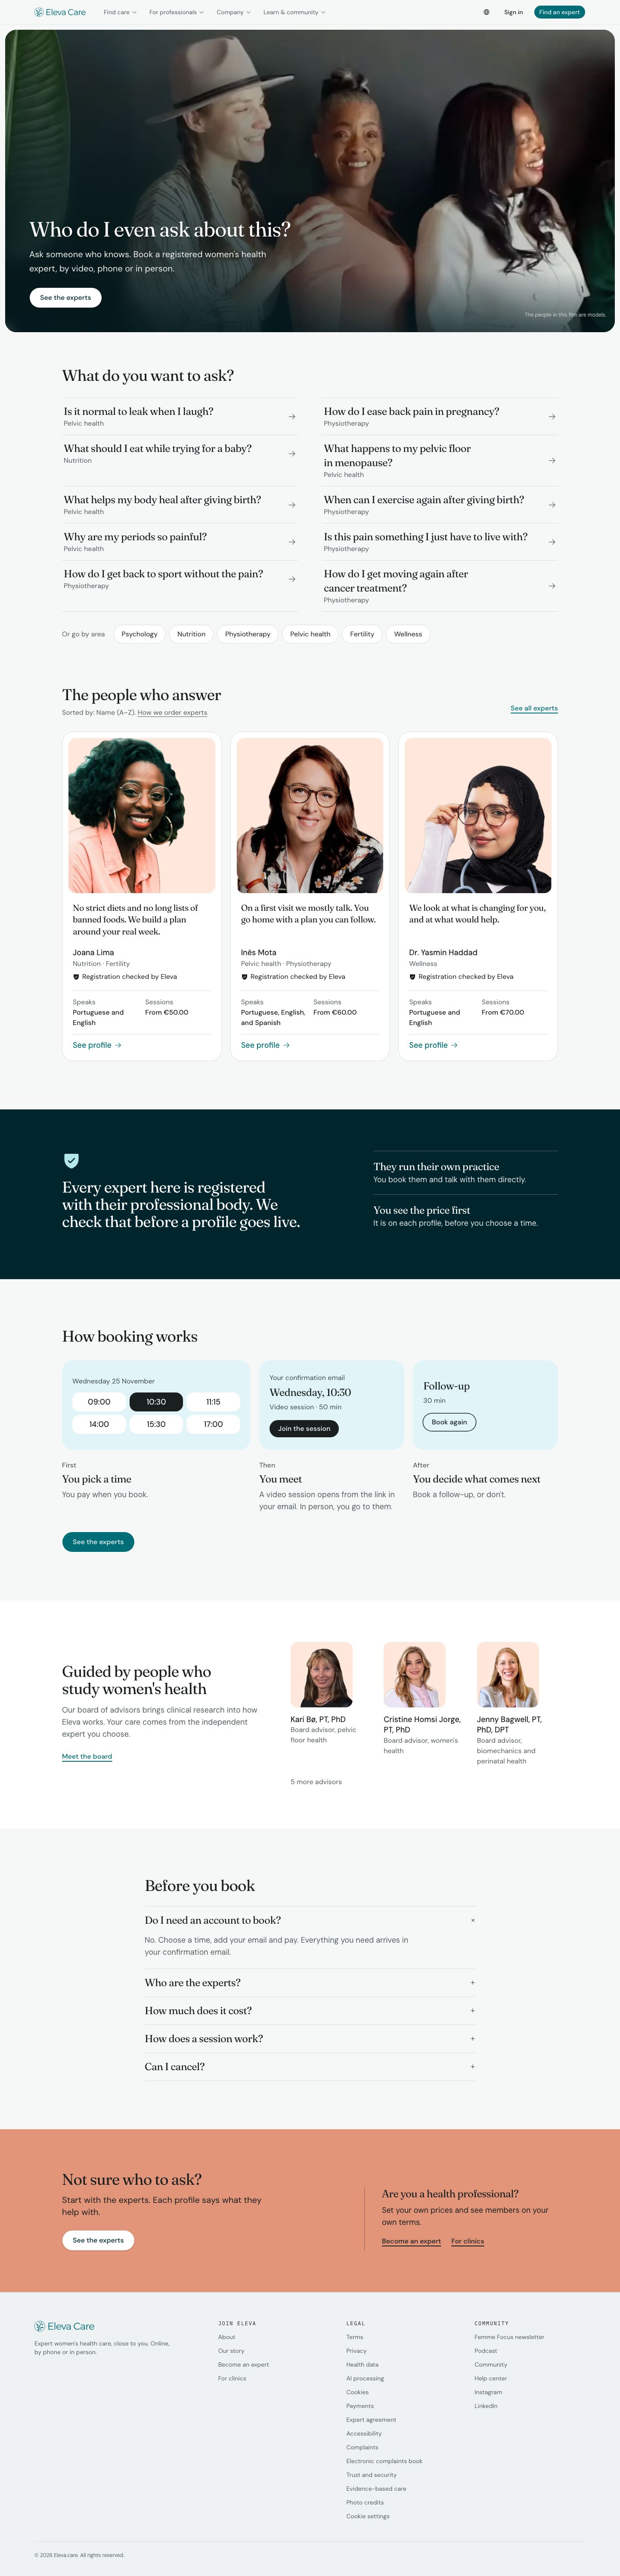 Eleva Care
Find care
For professionals
Company
Learn & community
Sign in
Find an expert
Who do I even ask about this?
Ask someone who knows. Book a registered women's health
expert, by video, phone or in person.
See the experts
The people in this film are models.
What do you want to ask?
Is it normal to leak when I laugh?
Pelvic health
How do I ease back pain in pregnancy?
Physiotherapy
What should I eat while trying for a baby?
Nutrition
What happens to my pelvic floor
in menopause?
Pelvic health
What helps my body heal after giving birth?
Pelvic health
When can I exercise again after giving birth?
Physiotherapy
Why are my periods so painful?
Pelvic health
Is this pain something I just have to live with?
Physiotherapy
How do I get back to sport without the pain?
Physiotherapy
How do I get moving again after
cancer treatment?
Physiotherapy
Or go by area
Psychology
Nutrition
Physiotherapy
Pelvic health
Fertility
Wellness
The people who answer
Sorted by: Name (A–Z). How we order experts
See all experts
No strict diets and no long lists of
banned foods. We build a plan
around your real week.
Joana Lima
Nutrition · Fertility
Registration checked by Eleva
Speaks
Portuguese and
English
Sessions
From €50.00
See profile
On a first visit we mostly talk. You
go home with a plan you can follow.
Inês Mota
Pelvic health · Physiotherapy
Registration checked by Eleva
Speaks
Portuguese, English,
and Spanish
Sessions
From €60.00
See profile
We look at what is changing for you,
and at what would help.
Dr. Yasmin Haddad
Wellness
Registration checked by Eleva
Speaks
Portuguese and
English
Sessions
From €70.00
See profile
Every expert here is registered
with their professional body. We
check that before a profile goes live.
They run their own practice
You book them and talk with them directly.
You see the price first
It is on each profile, before you choose a time.
How booking works
Wednesday 25 November
09:00
10:30
11:15
14:00
15:30
17:00
First
You pick a time
You pay when you book.
Your confirmation email
Wednesday, 10:30
Video session · 50 min
Join the session
Then
You meet
A video session opens from the link in
your email. In person, you go to them.
Follow-up
30 min
Book again
After
You decide what comes next
Book a follow-up, or don't.
See the experts
Guided by people who
study women's health
Our board of advisors brings clinical research into how
Eleva works. Your care comes from the independent
expert you choose.
Meet the board
Kari Bø, PT, PhD
Board advisor, pelvic
floor health
Cristine Homsi Jorge,
PT, PhD
Board advisor, women's
health
Jenny Bagwell, PT,
PhD, DPT
Board advisor,
biomechanics and
perinatal health
5 more advisors
Before you book
Do I need an account to book?
No. Choose a time, add your email and pay. Everything you need arrives in
your confirmation email.
Who are the experts?
How much does it cost?
How does a session work?
Can I cancel?
Not sure who to ask?
Start with the experts. Each profile says what they
help with.
See the experts
Are you a health professional?
Set your own prices and see members on your
own terms.
Become an expert
For clinics
Eleva Care
Expert women's health care, close to you. Online,
by phone or in person.
JOIN ELEVA
About
Our story
Become an expert
For clinics
LEGAL
Terms
Privacy
Health data
AI processing
Cookies
Payments
Expert agreement
Accessibility
Complaints
Electronic complaints book
Trust and security
Evidence-based care
Photo credits
Cookie settings
COMMUNITY
Femme Focus newsletter
Podcast
Community
Help center
Instagram
LinkedIn
© 2026 Eleva.care. All rights reserved.